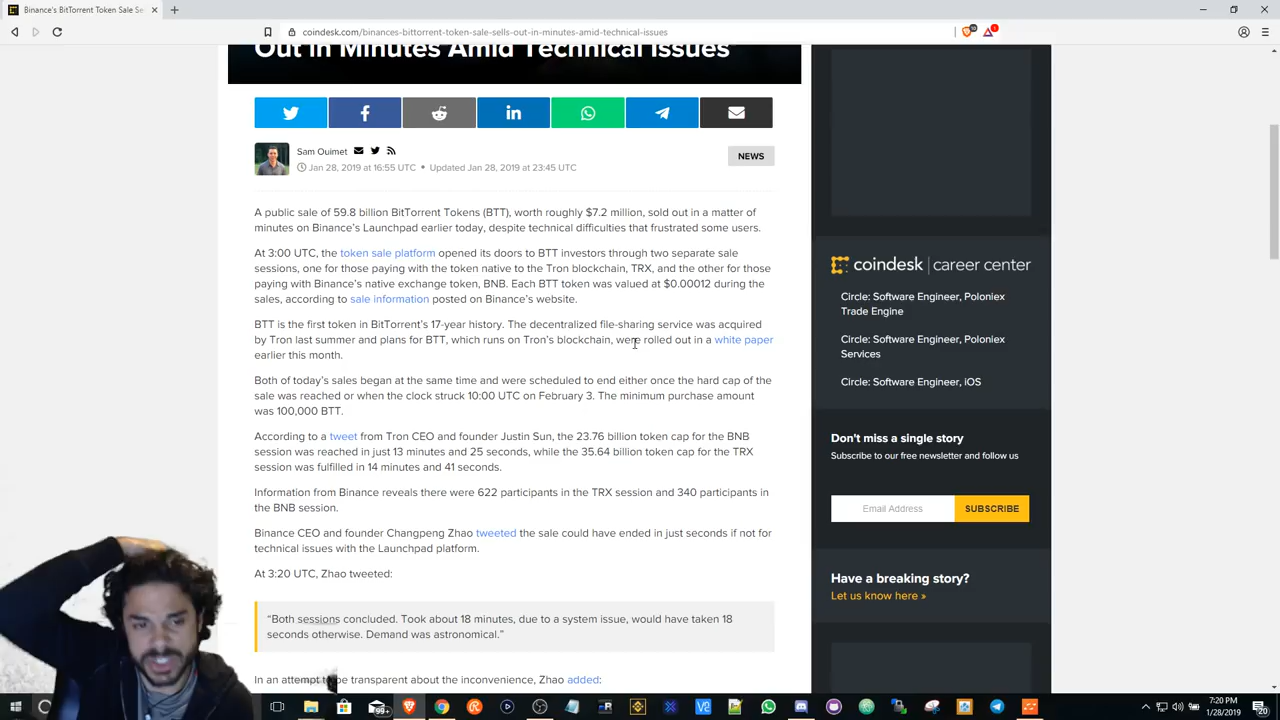 Binance's BitTorrent Token Sale Se
coindesk.com/binances-bittorrent-token-sale-sells-out-in-minutes-amid-technical-issues
Out in Minutes Amid Technical Issues
Sam Ouimet
Jan 28, 2019 at 16:55 UTC • Updated Jan 28, 2019 at 23:45 UTC
NEWS
A public sale of 59.8 billion BitTorrent Tokens (BTT), worth roughly $7.2 million, sold out in a matter of
minutes on Binance's Launchpad earlier today, despite technical difficulties that frustrated some users.
At 3:00 UTC, the token sale platform opened its doors to BTT investors through two separate sale
sessions, one for those paying with the token native to the Tron blockchain, TRX, and the other for those
paying with Binance's native exchange token, BNB. Each BTT token was valued at $0.00012 during the
sales, according to sale information posted on Binance's website.
BTT is the first token in BitTorrent's 17-year history. The decentralized file-sharing service was acquired
by Tron last summer and plans for BTT, which runs on Tron's blockchain, were rolled out in a white paper
earlier this month.
Both of today's sales began at the same time and were scheduled to end either once the hard cap of the
sale was reached or when the clock struck 10:00 UTC on February 3. The minimum purchase amount
was 100,000 BTT.
According to a tweet from Tron CEO and founder Justin Sun, the 23.76 billion token cap for the BNB
session was reached in just 13 minutes and 25 seconds, while the 35.64 billion token cap for the TRX
session was fulfilled in 14 minutes and 41 seconds.
Information from Binance reveals there were 622 participants in the TRX session and 340 participants in
the BNB session.
Binance CEO and founder Changpeng Zhao tweeted the sale could have ended in just seconds if not for
technical issues with the Launchpad platform.
At 3:20 UTC, Zhao tweeted:
“Both sessions concluded. Took about 18 minutes, due to a system issue, would have taken 18
seconds otherwise. Demand was astronomical.”
In an attempt to be transparent about the inconvenience, Zhao added:
coindesk | career center
Circle: Software Engineer, Poloniex
Trade Engine
Circle: Software Engineer, Poloniex
Services
Circle: Software Engineer, iOS
Don't miss a single story
Subscribe to our free newsletter and follow us
Email Address
SUBSCRIBE
Have a breaking story?
Let us know here »
99+
7:20 PM
1/28/2019
20